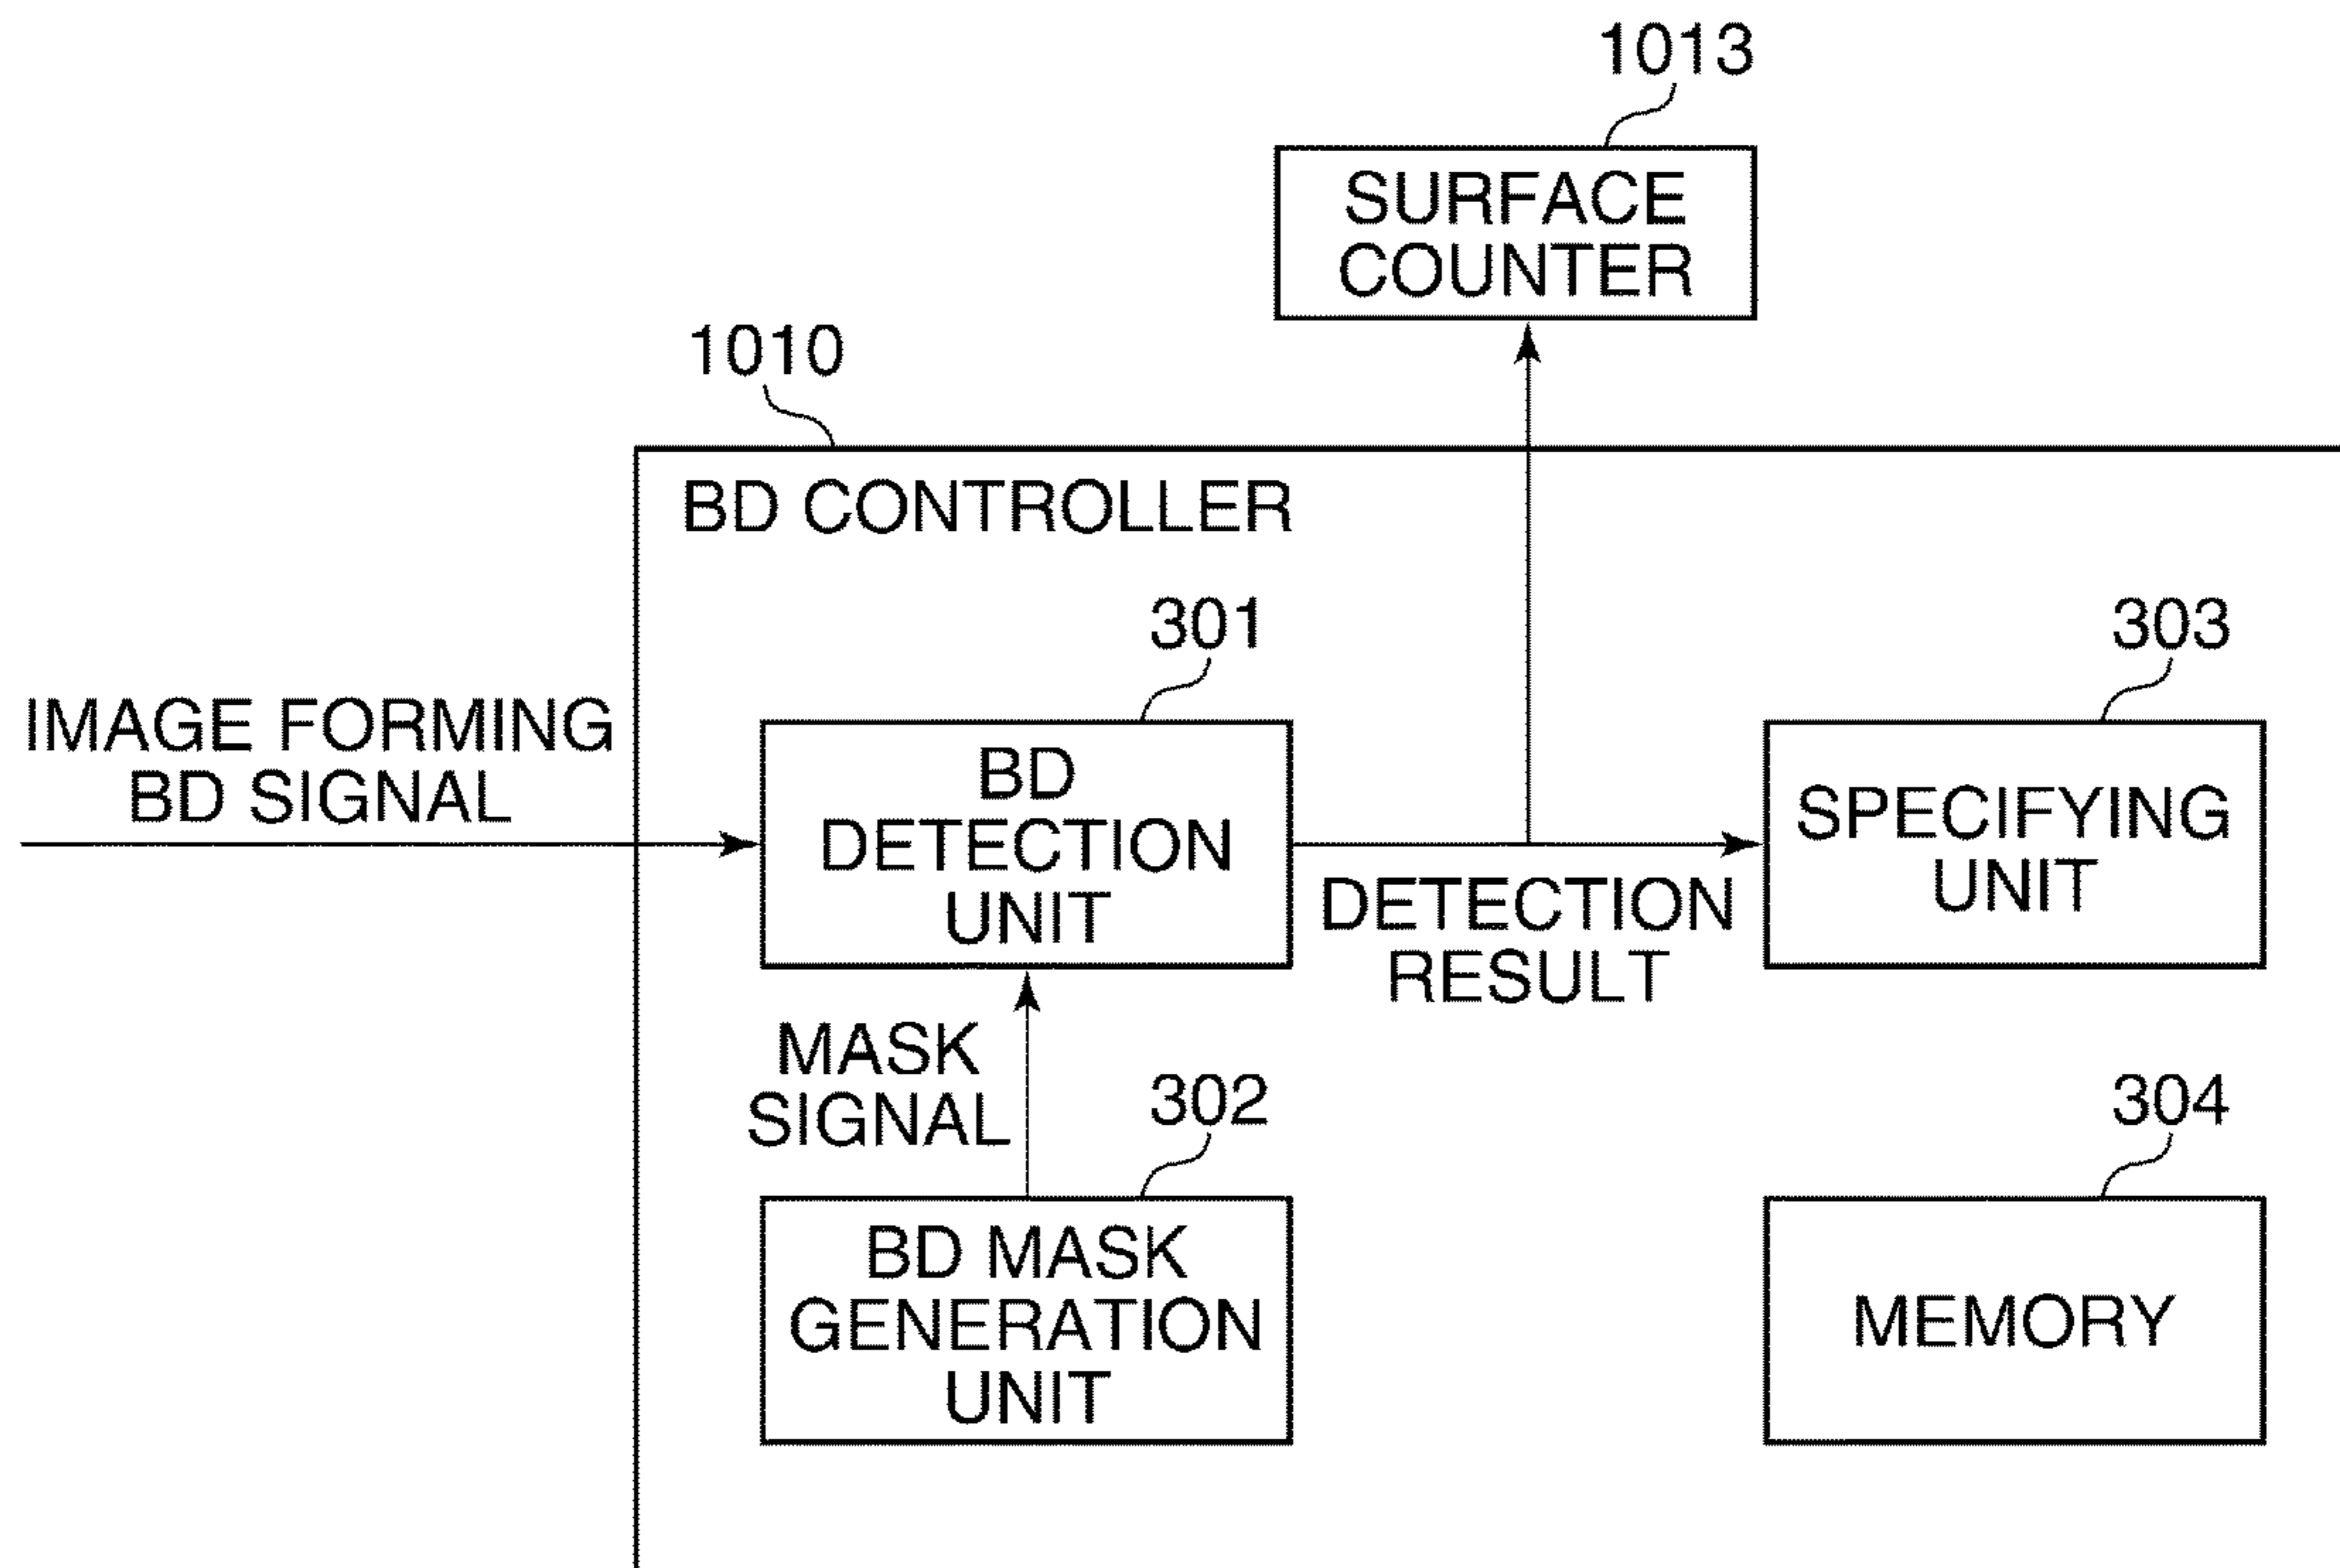 1013
SURFACE
COUNTER
1010
BD CONTROLLER
301
303
IMAGE FORMING
BD SIGNAL
BD
DETECTION
UNIT
SPECIFYING
UNIT
DETECTION
RESULT
MASK
SIGNAL
302
304
BD MASK
GENERATION
UNIT
MEMORY